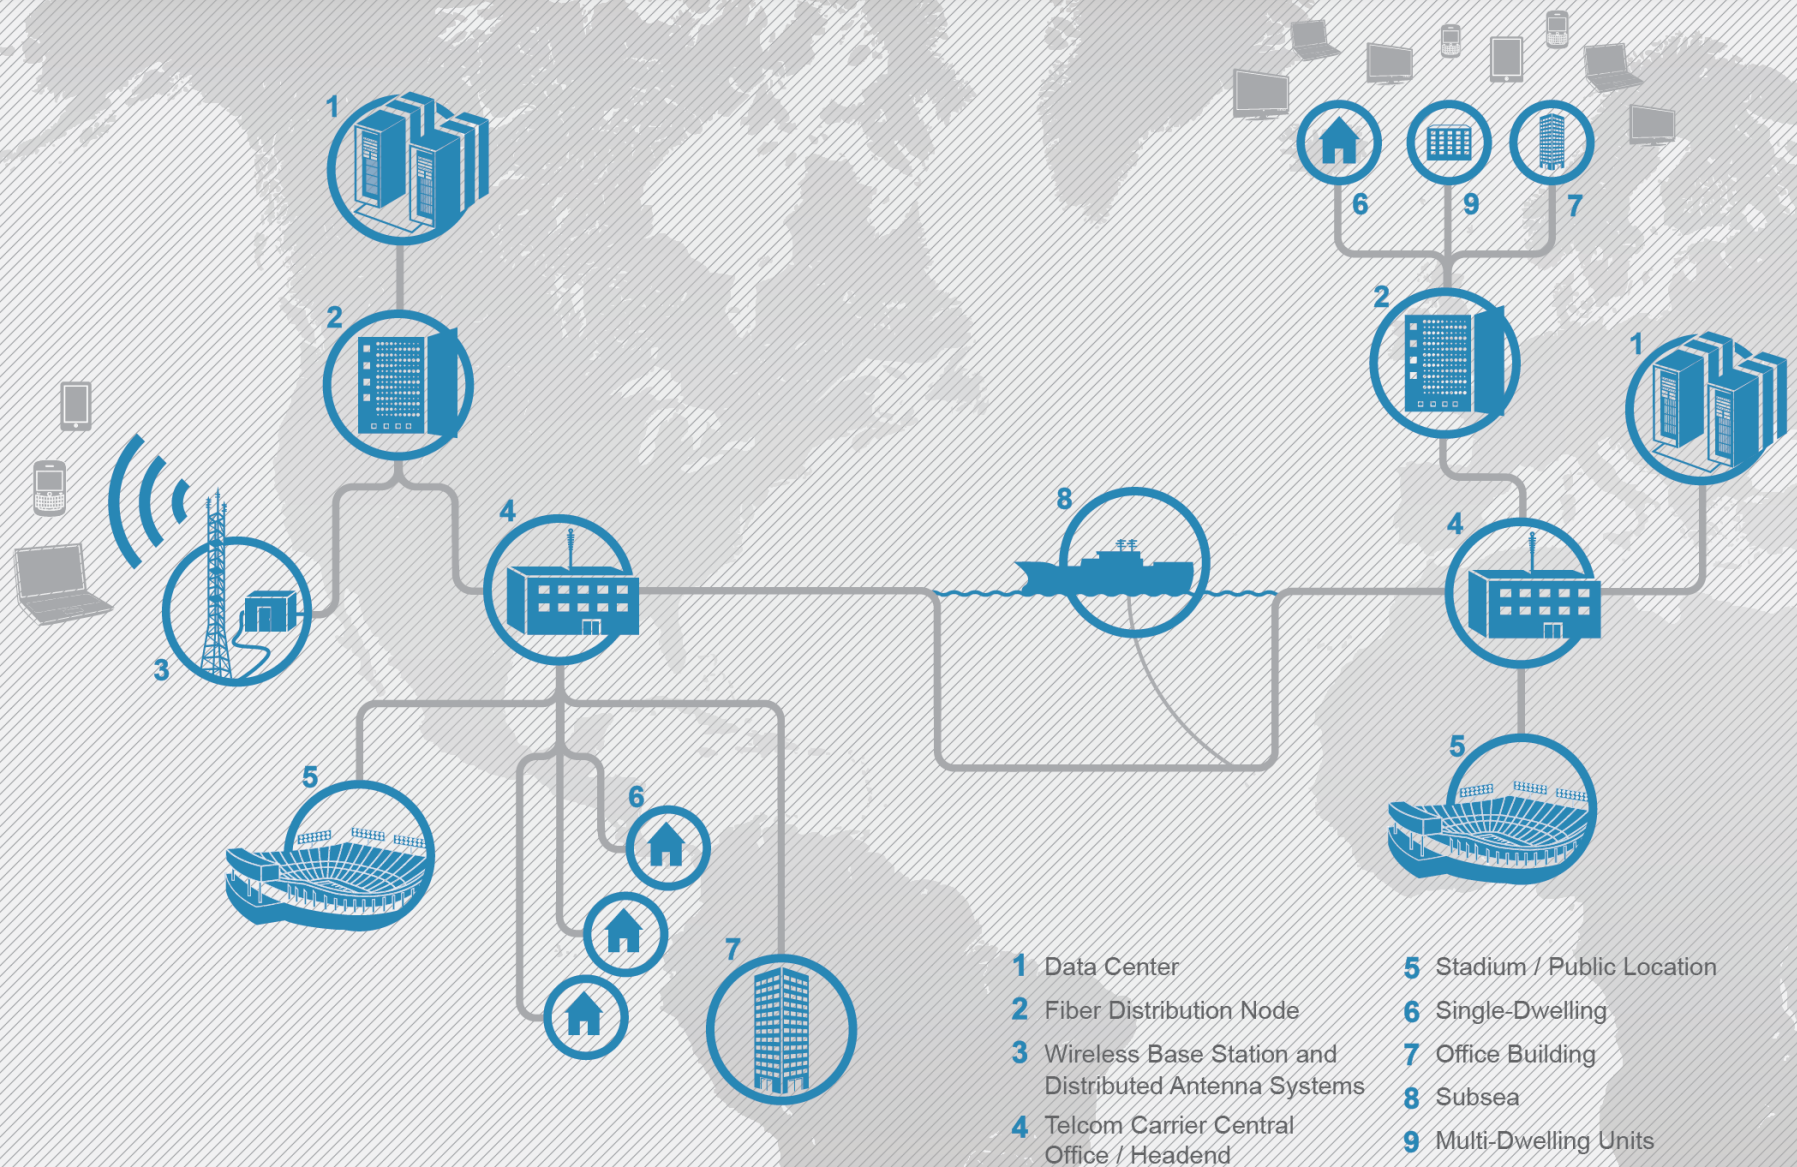 1
6
9
7
2
2
1
4
8
4
3
5
5
6
7
1 Data Center
2 Fiber Distribution Node
3 Wireless Base Station and
Distributed Antenna Systems
4 Telcom Carrier Central
Office / Headend
5 Stadium / Public Location
6 Single-Dwelling
7 Office Building
8 Subsea
9 Multi-Dwelling Units